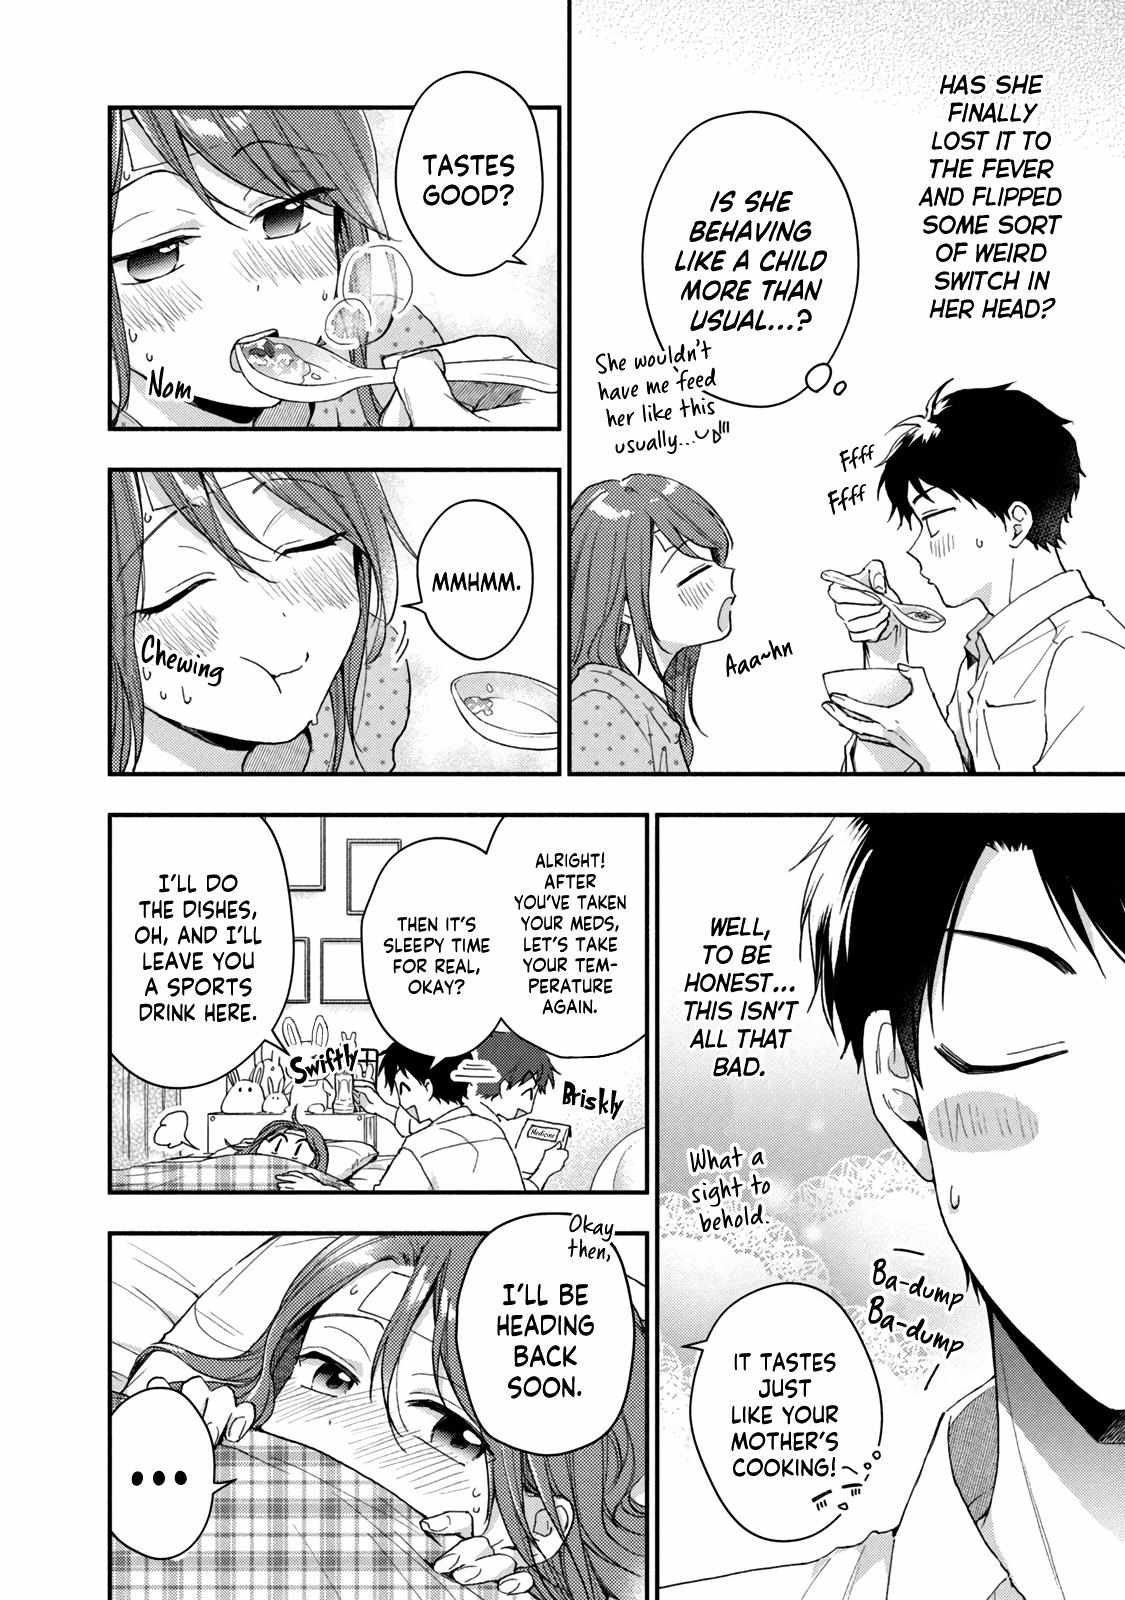 HAS SHE
FINALLY
LOST IT TO
THE FEVER
AND FLIPPED
SOME SORT
OF WEIRD
SWITCH IN
HER HEAD?
IS SHE
BEHAVING
LIKE A CHILD
MORE THAN
USUAL...?
She wouldn't
have me feed
her like this
usually...
Ffff
Ffff
Aaa~hn
TASTES
GOOD?
Nom
MMHMM.
Chewing
WELL,
TO BE
HONEST...
THIS ISN'T
ALL THAT
BAD.
What a
sight to
behold.
Ba-dump
Ba-dump
IT TASTES
JUST
LIKE YOUR
MOTHER'S
COOKING!
ALRIGHT!
AFTER
YOU'VE TAKEN
YOUR MEDS,
LET'S TAKE
YOUR TEM-
PERATURE
AGAIN.
THEN IT'S
SLEEPY TIME
FOR REAL,
OKAY?
Briskly
Medicine
Swiftly
I'LL DO
THE DISHES,
OH, AND I'LL
LEAVE YOU
A SPORTS
DRINK HERE.
Okay
then,
I'LL BE
HEADING
BACK
SOON.
...